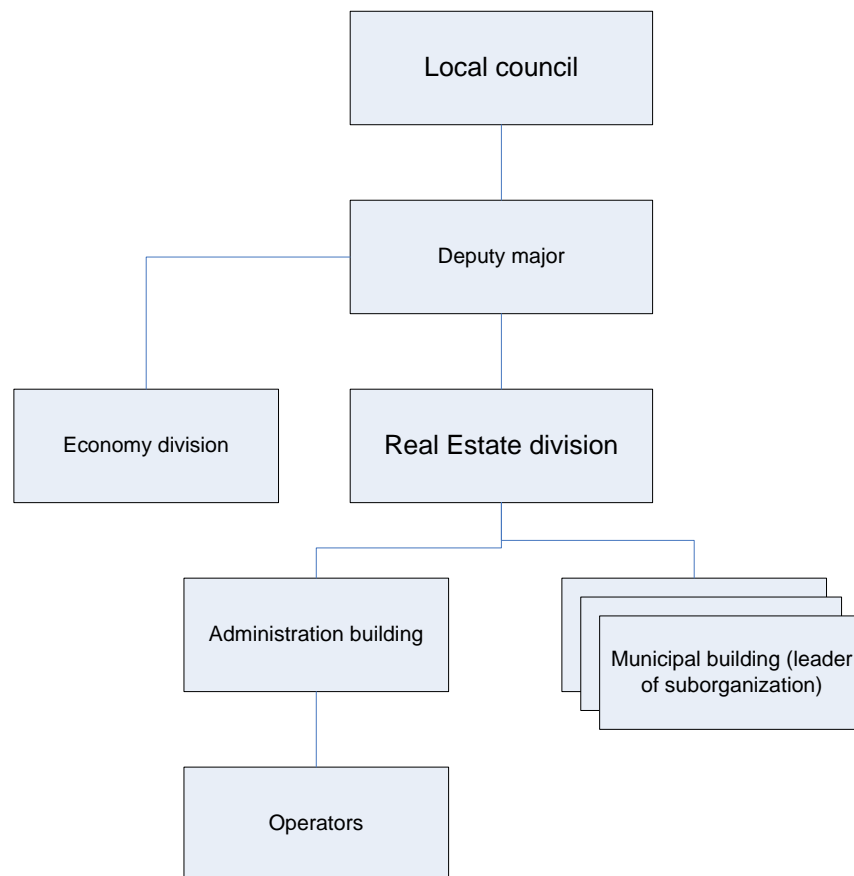 Local council
Deputy major
Economy division
Real Estate division
Administration building
Municipal building (leader
of suborganization)
Operators